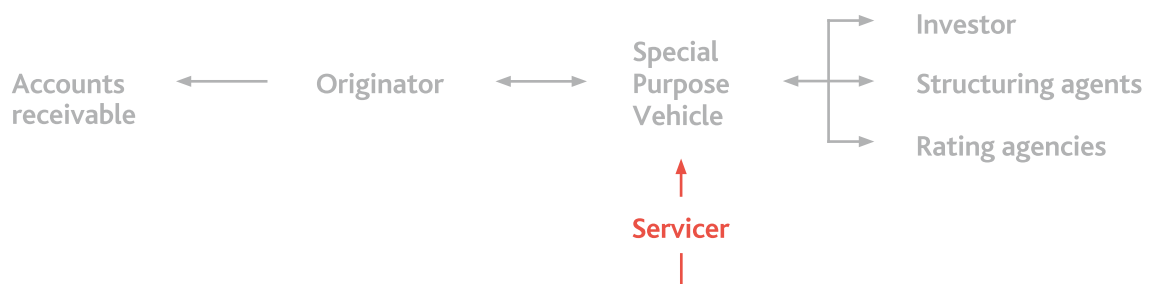 Accounts
receivable
Originator
Special
Purpose
Vehicle
Investor
Structuring agents
Rating agencies
Servicer